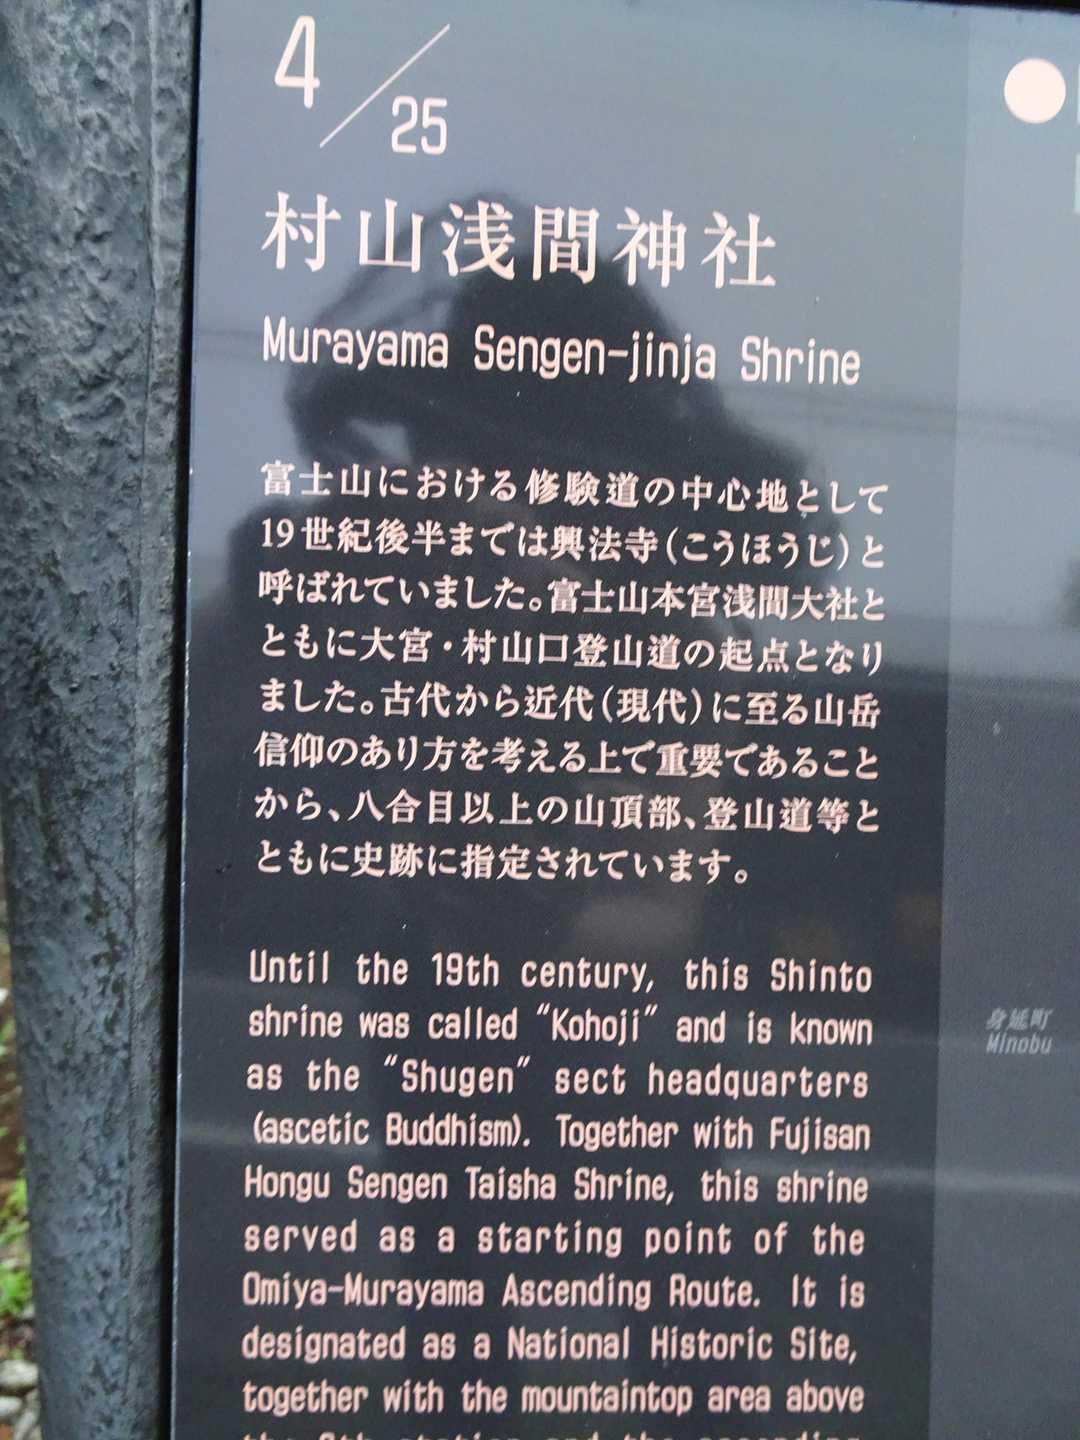 4/25
村山浅間神社
Murayama Sengen-jinja Shrine
富士山における修験道の中心地として
19世紀後半までは興法寺(こうほうじ)と
呼ばれていました。富士山本宮浅間大社と
ともに大宮・村山口登山道の起点となり
ました。古代から近代(現代)に至る山岳
信仰のあり方を考える上で重要であること
から、八合目以上の山頂部、登山道等と
ともに史跡に指定されています。
Until the 19th century, this Shinto
shrine was called “Kohoji” and is known
as the “Shugen” sect headquarters
(ascetic Buddhism). Together with Fujisan
Hongu Sengen Taisha Shrine, this shrine
served as a starting point of the
Omiya-Murayama Ascending Route. It is
designated as a National Historic Site,
together with the mountaintop area above
the 8th station and the ascending
身延町
Minobu